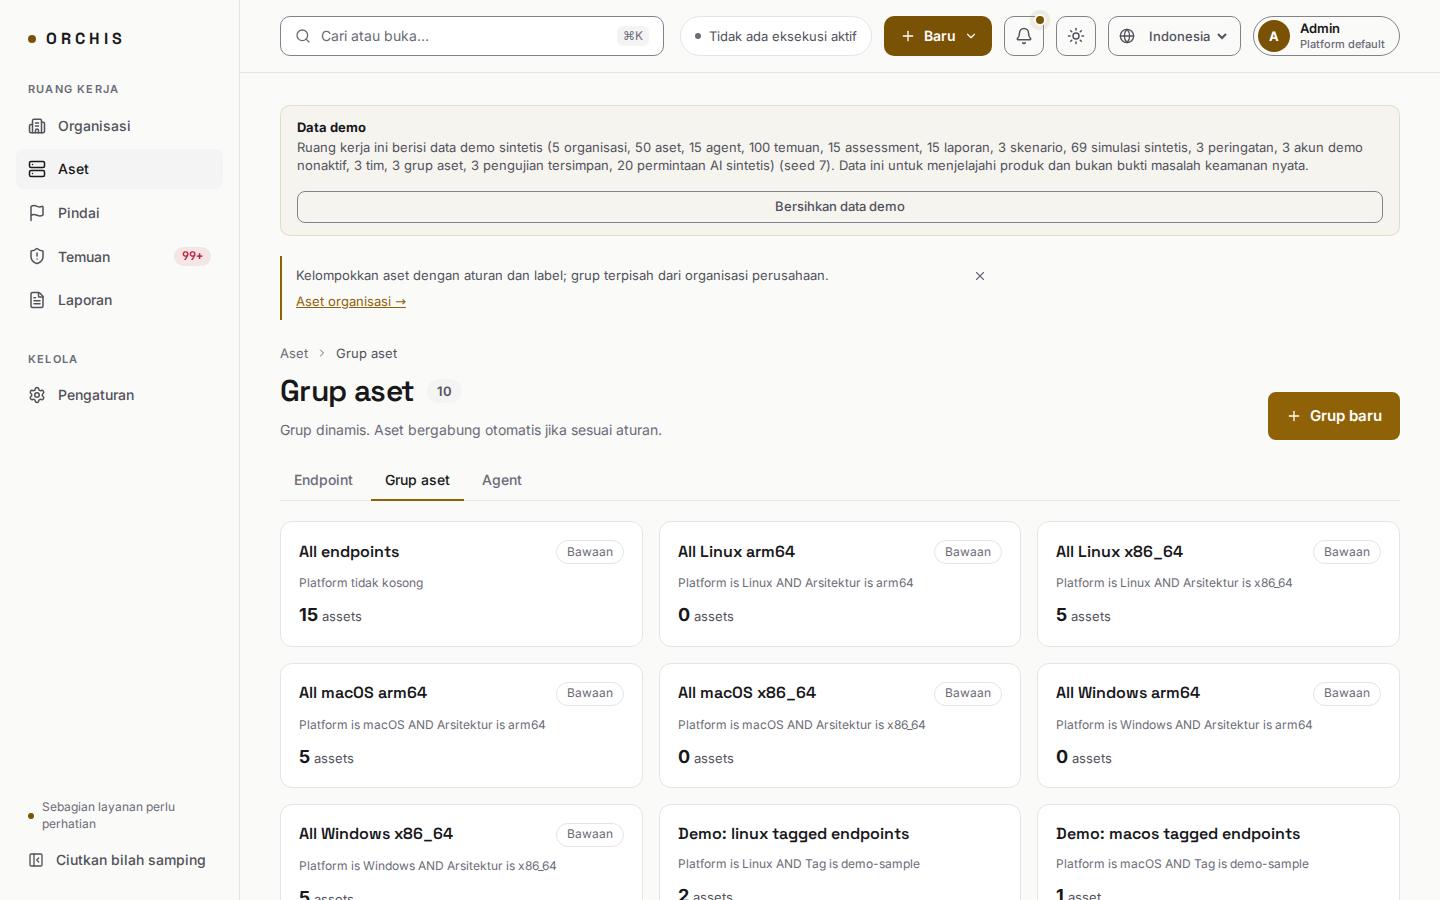 ORCHIS
Cari atau buka...
⌘K
Tidak ada eksekusi aktif
Baru
Indonesia
A
Admin
Platform default
RUANG KERJA
Organisasi
Aset
Pindai
Temuan
99+
Laporan
KELOLA
Pengaturan
Sebagian layanan perlu
perhatian
Ciutkan bilah samping
Data demo
Ruang kerja ini berisi data demo sintetis (5 organisasi, 50 aset, 15 agent, 100 temuan, 15 assessment, 15 laporan, 3 skenario, 69 simulasi sintetis, 3 peringatan, 3 akun demo
nonaktif, 3 tim, 3 grup aset, 3 pengujian tersimpan, 20 permintaan AI sintetis) (seed 7). Data ini untuk menjelajahi produk dan bukan bukti masalah keamanan nyata.
Bersihkan data demo
Kelompokkan aset dengan aturan dan label; grup terpisah dari organisasi perusahaan.
Aset organisasi →
Aset > Grup aset
Grup aset 10
Grup dinamis. Aset bergabung otomatis jika sesuai aturan.
+ Grup baru
Endpoint
Grup aset
Agent
All endpoints
Bawaan
Platform tidak kosong
15 assets
All Linux arm64
Bawaan
Platform is Linux AND Arsitektur is arm64
0 assets
All Linux x86_64
Bawaan
Platform is Linux AND Arsitektur is x86_64
5 assets
All macOS arm64
Bawaan
Platform is macOS AND Arsitektur is arm64
5 assets
All macOS x86_64
Bawaan
Platform is macOS AND Arsitektur is x86_64
0 assets
All Windows arm64
Bawaan
Platform is Windows AND Arsitektur is arm64
0 assets
All Windows x86_64
Bawaan
Platform is Windows AND Arsitektur is x86_64
5 assets
Demo: linux tagged endpoints
Platform is Linux AND Tag is demo-sample
2 assets
Demo: macos tagged endpoints
Platform is macOS AND Tag is demo-sample
1 asset